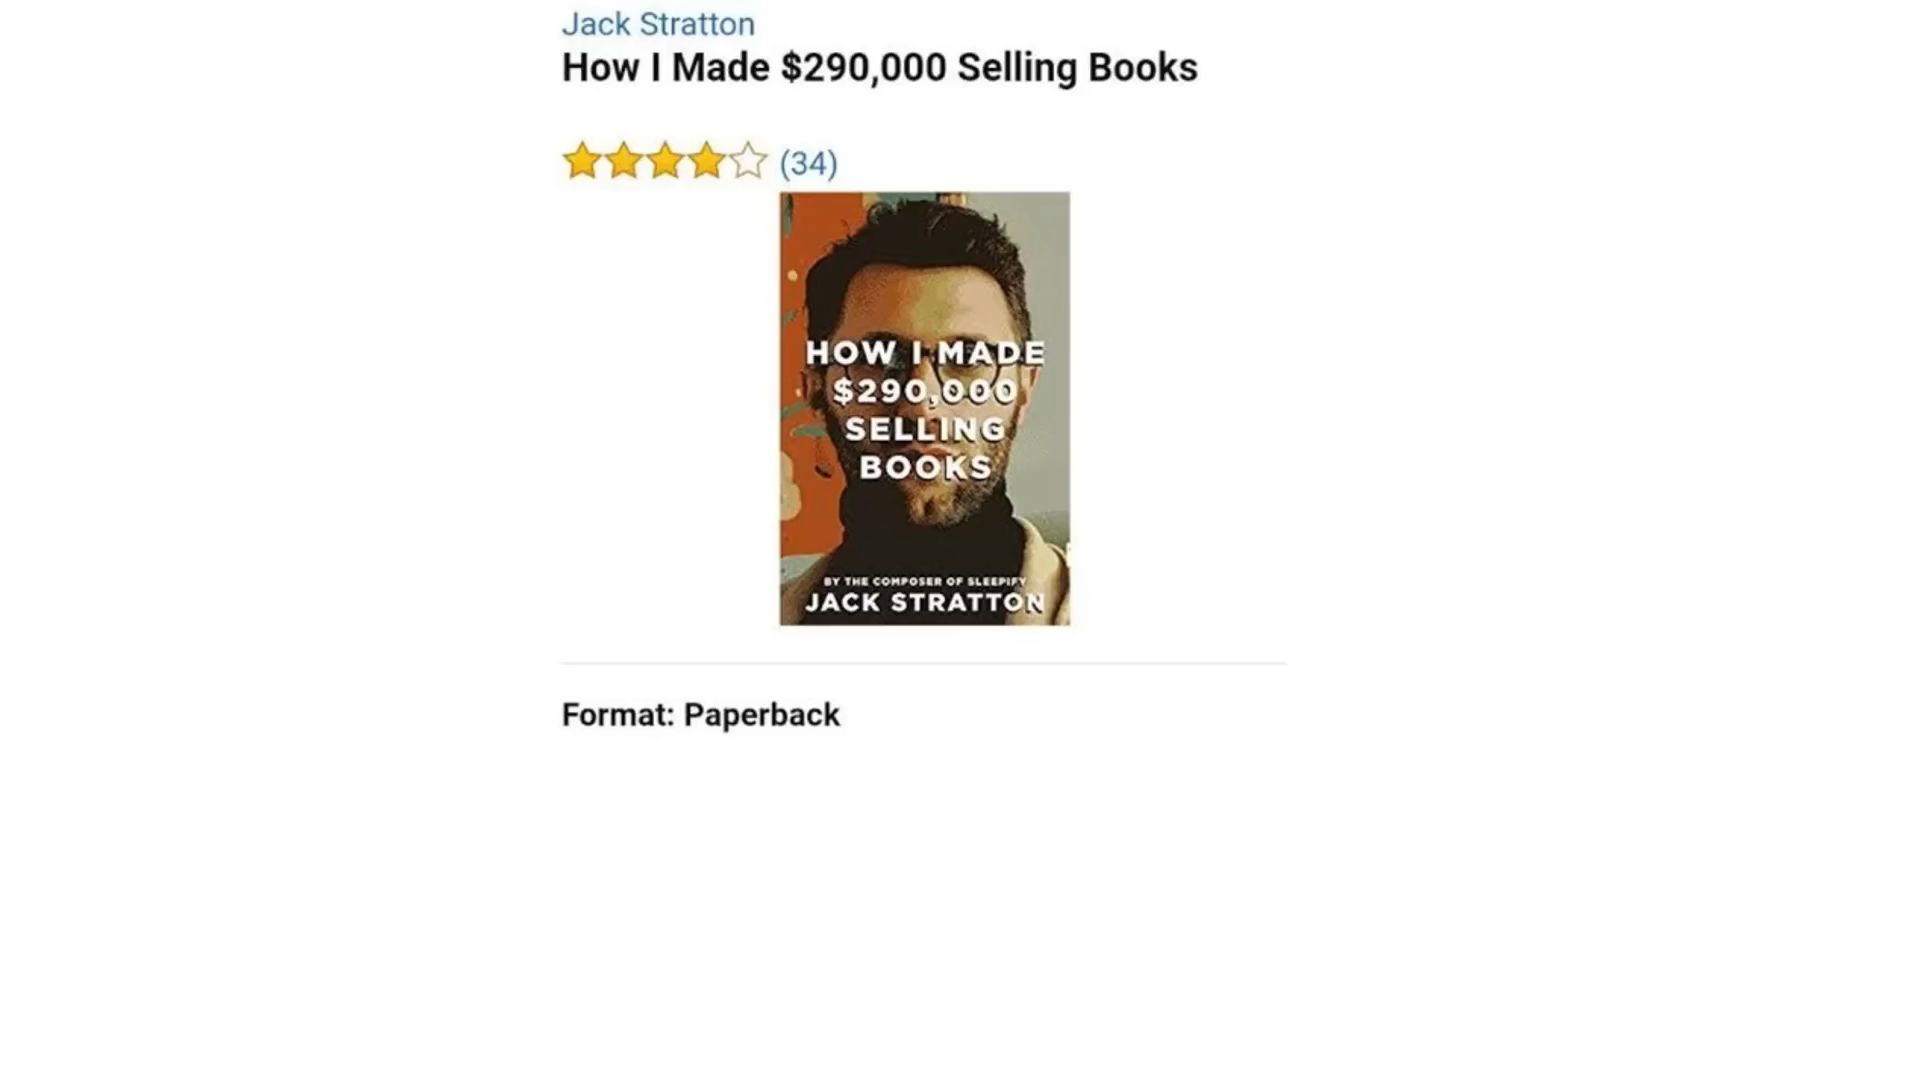 Jack Stratton
How I Made $290,000 Selling Books
(34)
HOW I MADE
$290,000
SELLING
BOOKS
BY THE COMPOSER OF SLEEPIFY
JACK STRATTON
Format: Paperback